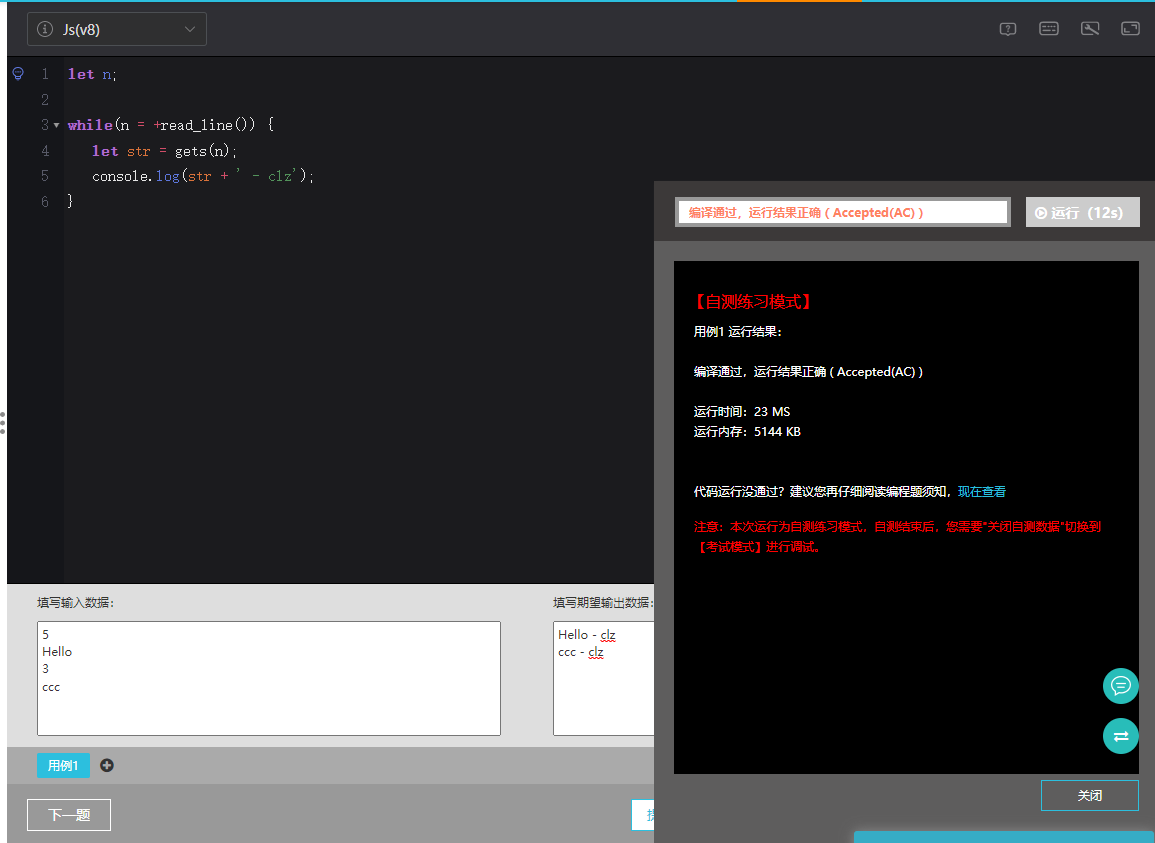 Js(v8)
1 let n;
2
3 while(n = +read_line()) {
4 let str = gets(n);
5 console.log(str + ' - clz');
6 }
编译通过，运行结果正确 ( Accepted(AC) )
运行（12s)
【自测练习模式】
用例1 运行结果：
编译通过，运行结果正确 ( Accepted(AC) )
运行时间：23 MS
运行内存：5144 KB
代码运行没通过？建议您再仔细阅读编程题须知，现在查看
注意：本次运行为自测练习模式，自测结束后，您需要"关闭自测数据"切换到
【考试模式】进行调试。
填写输入数据：
5
Hello
3
ccc
填写期望输出数据：
Hello - clz
ccc - clz
用例1
下一题
关闭